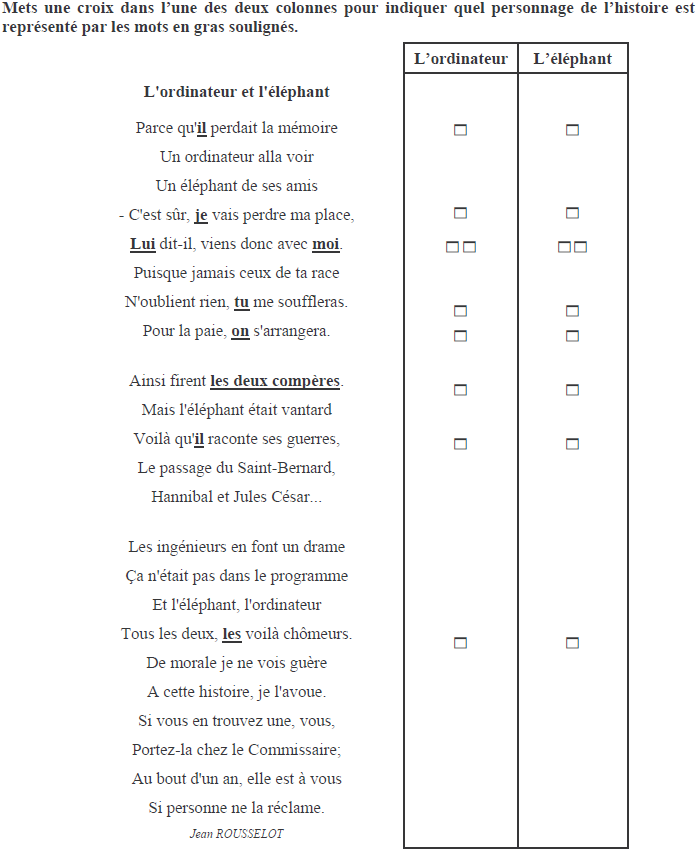 Mets une croix dans l’une des deux colonnes pour indiquer quel personnage de l’histoire est
représenté par les mots en gras soulignés.
L’ordinateur L’éléphant
L'ordinateur et l'éléphant
Parce qu'il perdait la mémoire
Un ordinateur alla voir
Un éléphant de ses amis
- C'est sûr, je vais perdre ma place,
Lui dit-il, viens donc avec moi.
Puisque jamais ceux de ta race
N'oublient rien, tu me souffleras.
Pour la paie, on s'arrangera.
Ainsi firent les deux compères.
Mais l'éléphant était vantard
Voilà qu'il raconte ses guerres,
Le passage du Saint-Bernard,
Hannibal et Jules César...
Les ingénieurs en font un drame
Ça n'était pas dans le programme
Et l'éléphant, l'ordinateur
Tous les deux, les voilà chômeurs.
De morale je ne vois guère
A cette histoire, je l'avoue.
Si vous en trouvez une, vous,
Portez-la chez le Commissaire;
Au bout d'un an, elle est à vous
Si personne ne la réclame.
Jean ROUSSELOT